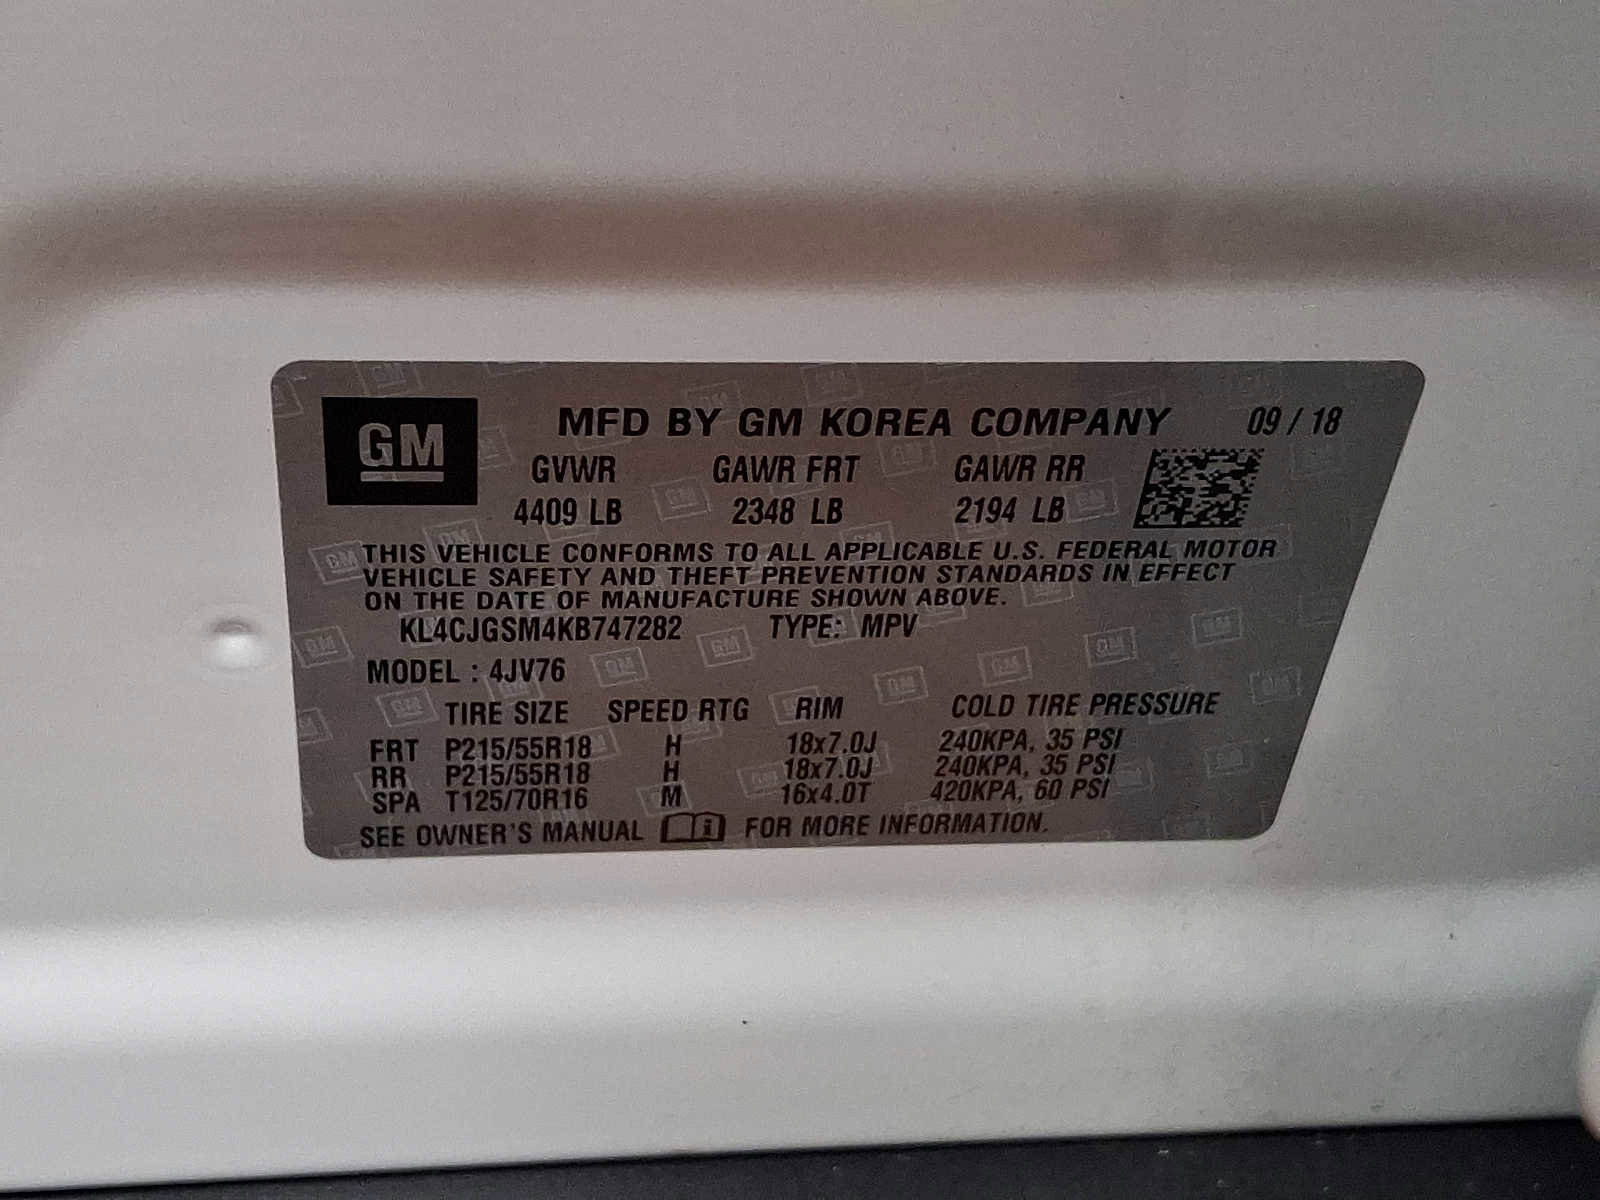 GM MFD BY GM KOREA COMPANY 09 / 18
GVWR GAWR FRT GAWR RR
4409 LB 2348 LB 2194 LB
THIS VEHICLE CONFORMS TO ALL APPLICABLE U.S. FEDERAL MOTOR
VEHICLE SAFETY AND THEFT PREVENTION STANDARDS IN EFFECT
ON THE DATE OF MANUFACTURE SHOWN ABOVE.
KL4CJGSM4KB747282 TYPE: MPV
MODEL : 4JV76
TIRE SIZE SPEED RTG RIM COLD TIRE PRESSURE
FRT P215/55R18 H 18x7.0J 240KPA, 35 PSI
RR P215/55R18 H 18x7.0J 240KPA, 35 PSI
SPA T125/70R16 M 16x4.0T 420KPA, 60 PSI
SEE OWNER'S MANUAL FOR MORE INFORMATION.